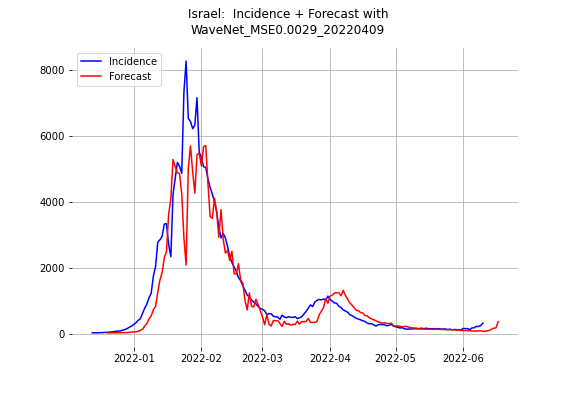 Israel:  Incidence + Forecast with
WaveNet_MSE0.0029_20220409
Incidence
Forecast
8000
6000
4000
2000
0
2022-01
2022-02
2022-03
2022-04
2022-05
2022-06